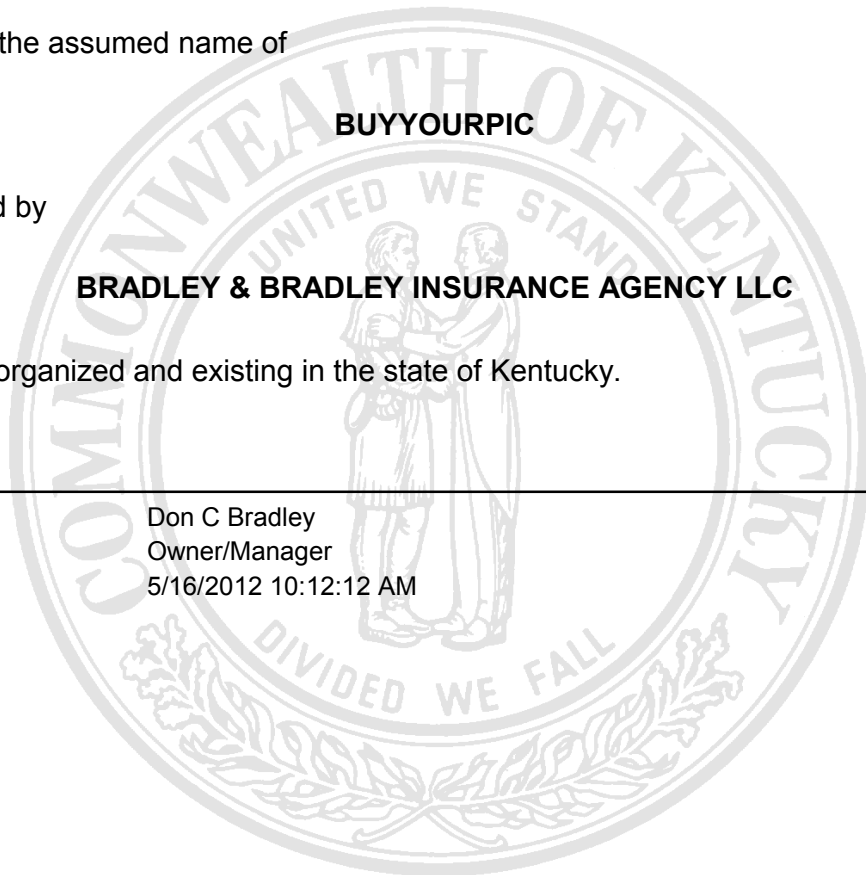 the assumed name of
BUYYOURPIC
d by
BRADLEY & BRADLEY INSURANCE AGENCY LLC
organized and existing in the state of Kentucky.
Don C Bradley
Owner/Manager
5/16/2012 10:12:12 AM
COMMONWEALTH OF KENTUCKY
UNITED WE STAND
DIVIDED WE FALL